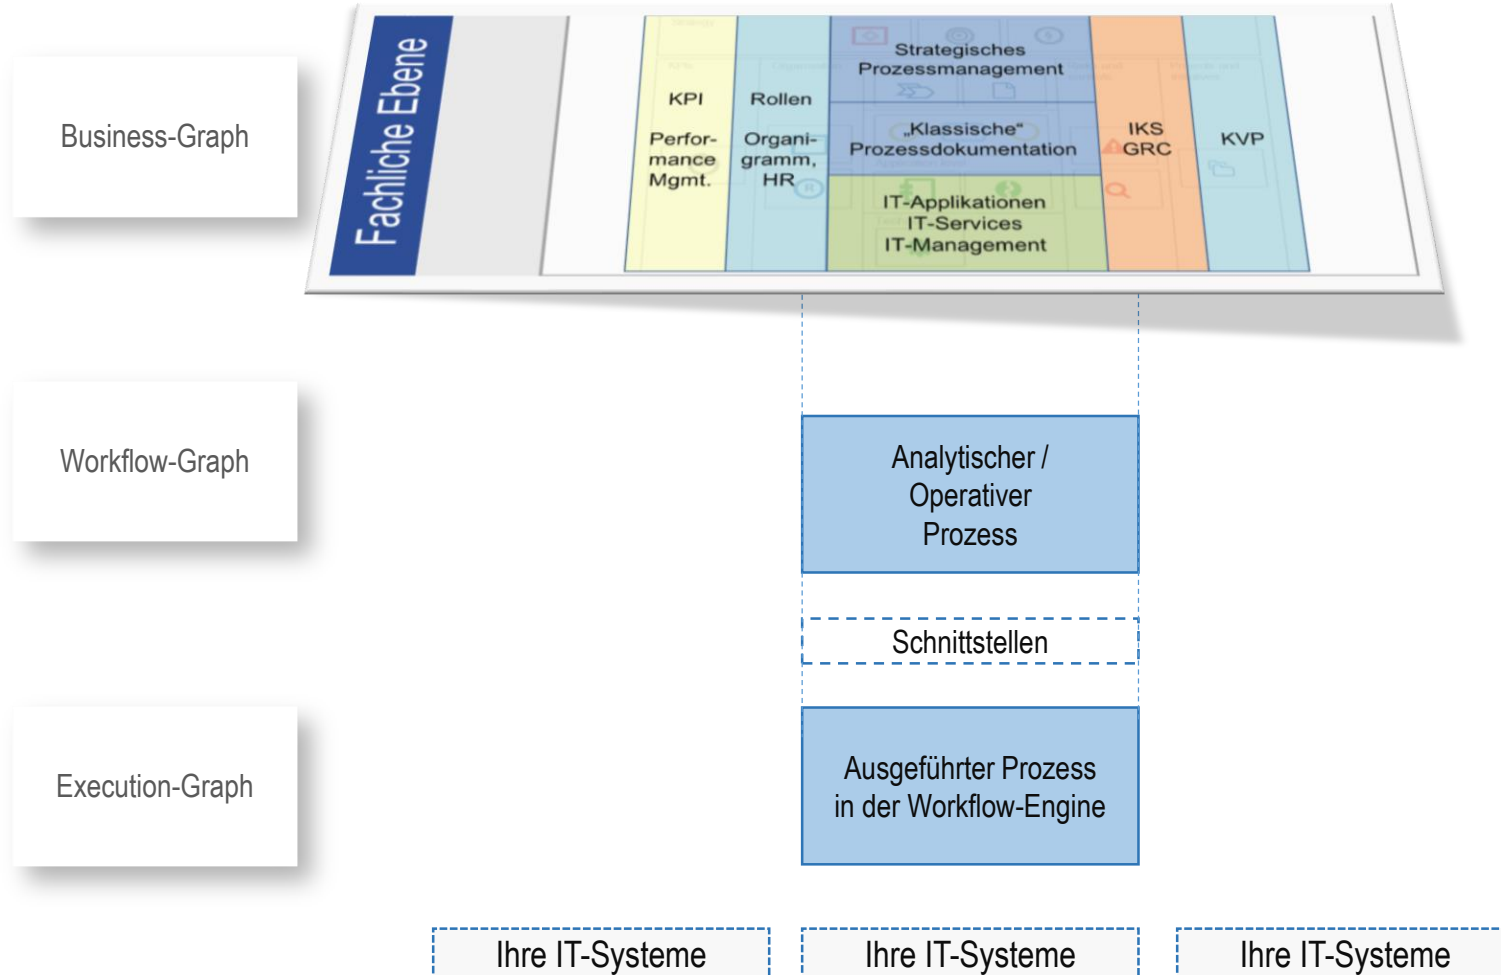 Business-Graph
Fachliche Ebene
KPI
Perfor-
mance
Mgmt.
Rollen
Organi-
gramm,
HR
Strategisches
Prozessmanagement
„Klassische“
Prozessdokumentation
IT-Applikationen
IT-Services
IT-Management
IKS
GRC
KVP
Workflow-Graph
Analytischer /
Operativer
Prozess
Schnittstellen
Execution-Graph
Ausgeführter Prozess
in der Workflow-Engine
Ihre IT-Systeme
Ihre IT-Systeme
Ihre IT-Systeme